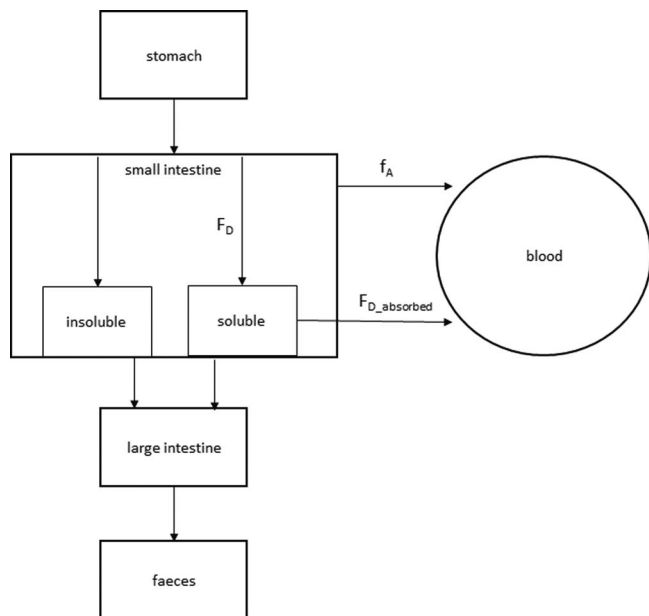 stomach
small intestine
f_A
F_D
blood
F_D_absorbed
insoluble
soluble
large intestine
faeces